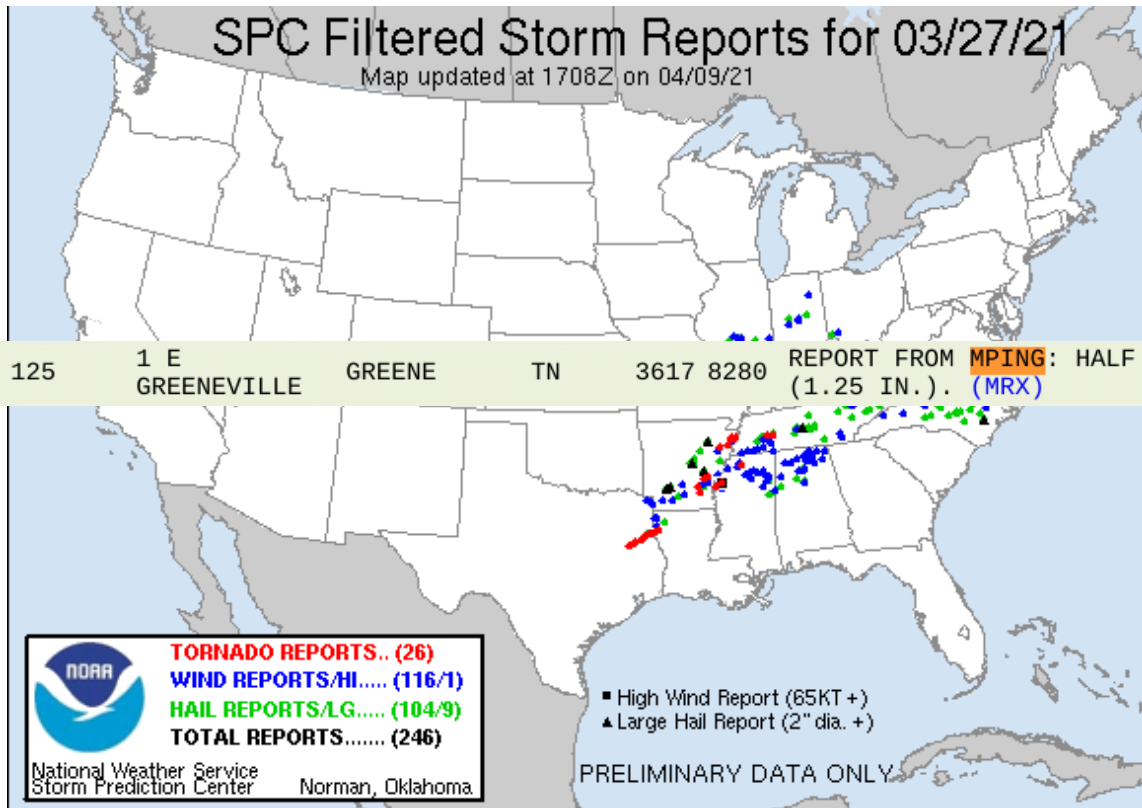 SPC Filtered Storm Reports for 03/27/21
Map updated at 1708Z on 04/09/21
125 1 E GREENEVILLE GREENE TN 3617 8280 REPORT FROM MPING: HALF
(1.25 IN.). (MRX)
NOAA
TORNADO REPORTS.. (26)
WIND REPORTS/HI..... (116/1)
HAIL REPORTS/LG..... (104/9)
TOTAL REPORTS....... (246)
National Weather Service
Storm Prediction Center Norman, Oklahoma
High Wind Report (65KT +)
Large Hail Report (2" dia. +)
PRELIMINARY DATA ONLY